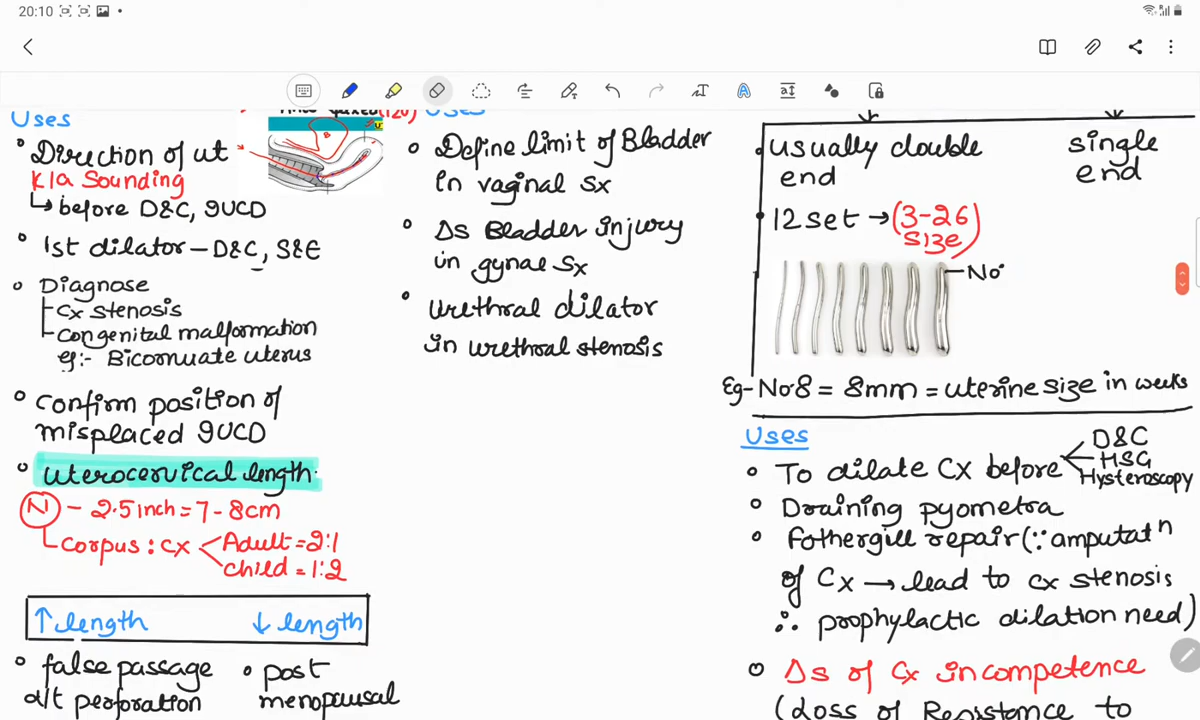 20:10
Uses
Direction of ut
K/a Sounding
↳ before D&C, IUCD
1st dilator – D&C, S&E
Diagnose
Cx stenosis
Congenital malformation
eg:- Bicornuate uterus
Confirm position of
misplaced IUCD
Uterocervical length
N - 2.5 inch = 7-8cm
Corpus : Cx Adult = 2:1
child = 1:2
↑ length ↓ length
false passage
d/t perforation
post
menopausal
(120)
B
Uses
Define limit of Bladder
in vaginal Sx
Δs Bladder injury
in gynae Sx
Urethral dilator
in urethral stenosis
usually double
end
single
end
12 set → (3-26
size)
No
Eg- No.8 = 8mm = uterine size in weeks
Uses
To dilate Cx before D&C
HSG
Hysteroscopy
Draining pyometra
Fothergill repair (∵ amputatⁿ
of Cx → lead to cx stenosis
∴ prophylactic dilation need)
Δs of Cx incompetence
(Loss of Resistance to